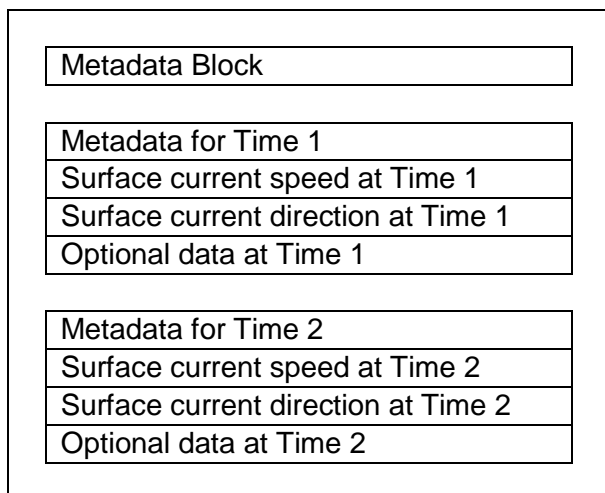 Metadata Block
Metadata for Time 1
Surface current speed at Time 1
Surface current direction at Time 1
Optional data at Time 1
Metadata for Time 2
Surface current speed at Time 2
Surface current direction at Time 2
Optional data at Time 2